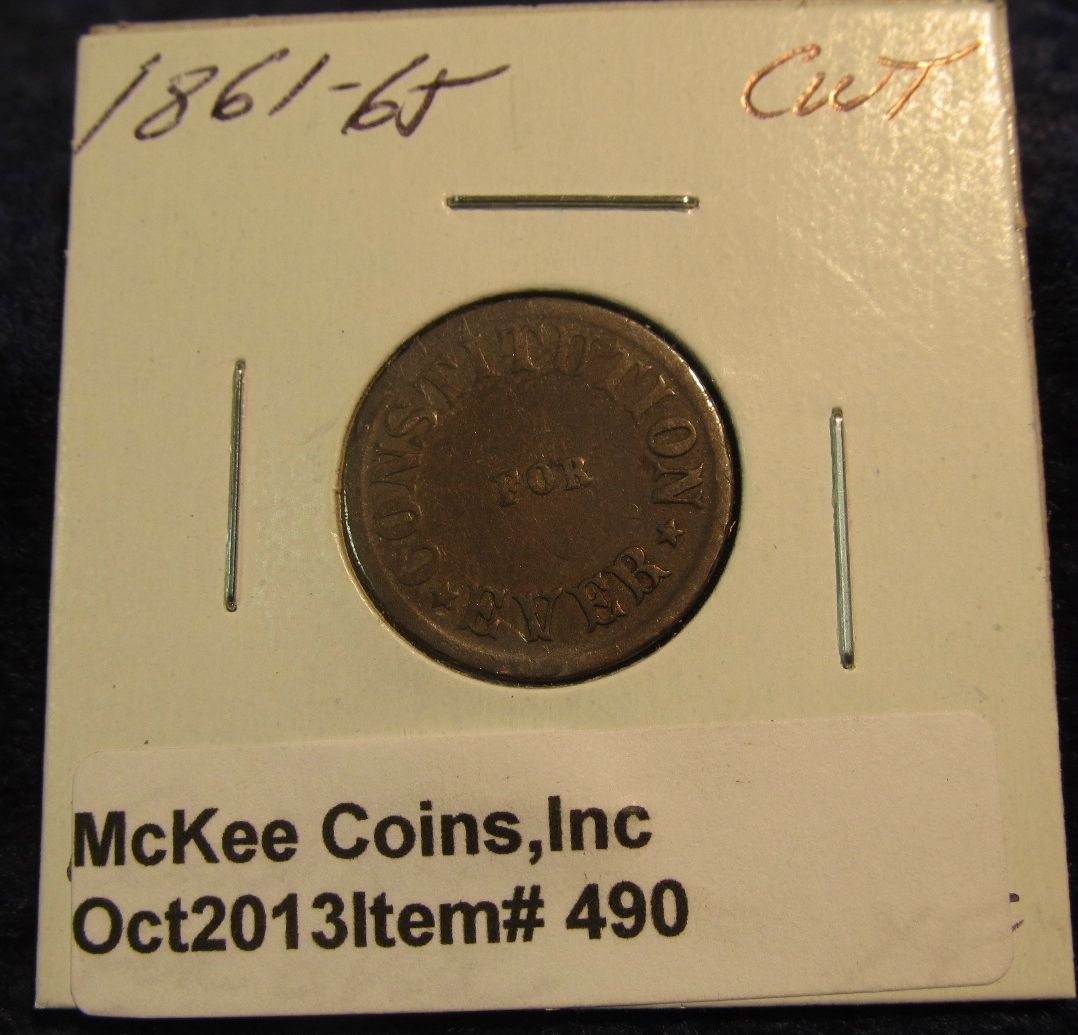 1861-65 CWT
CONSTITUTION
FOR
★ EVER ★
McKee Coins,Inc
Oct2013Item# 490